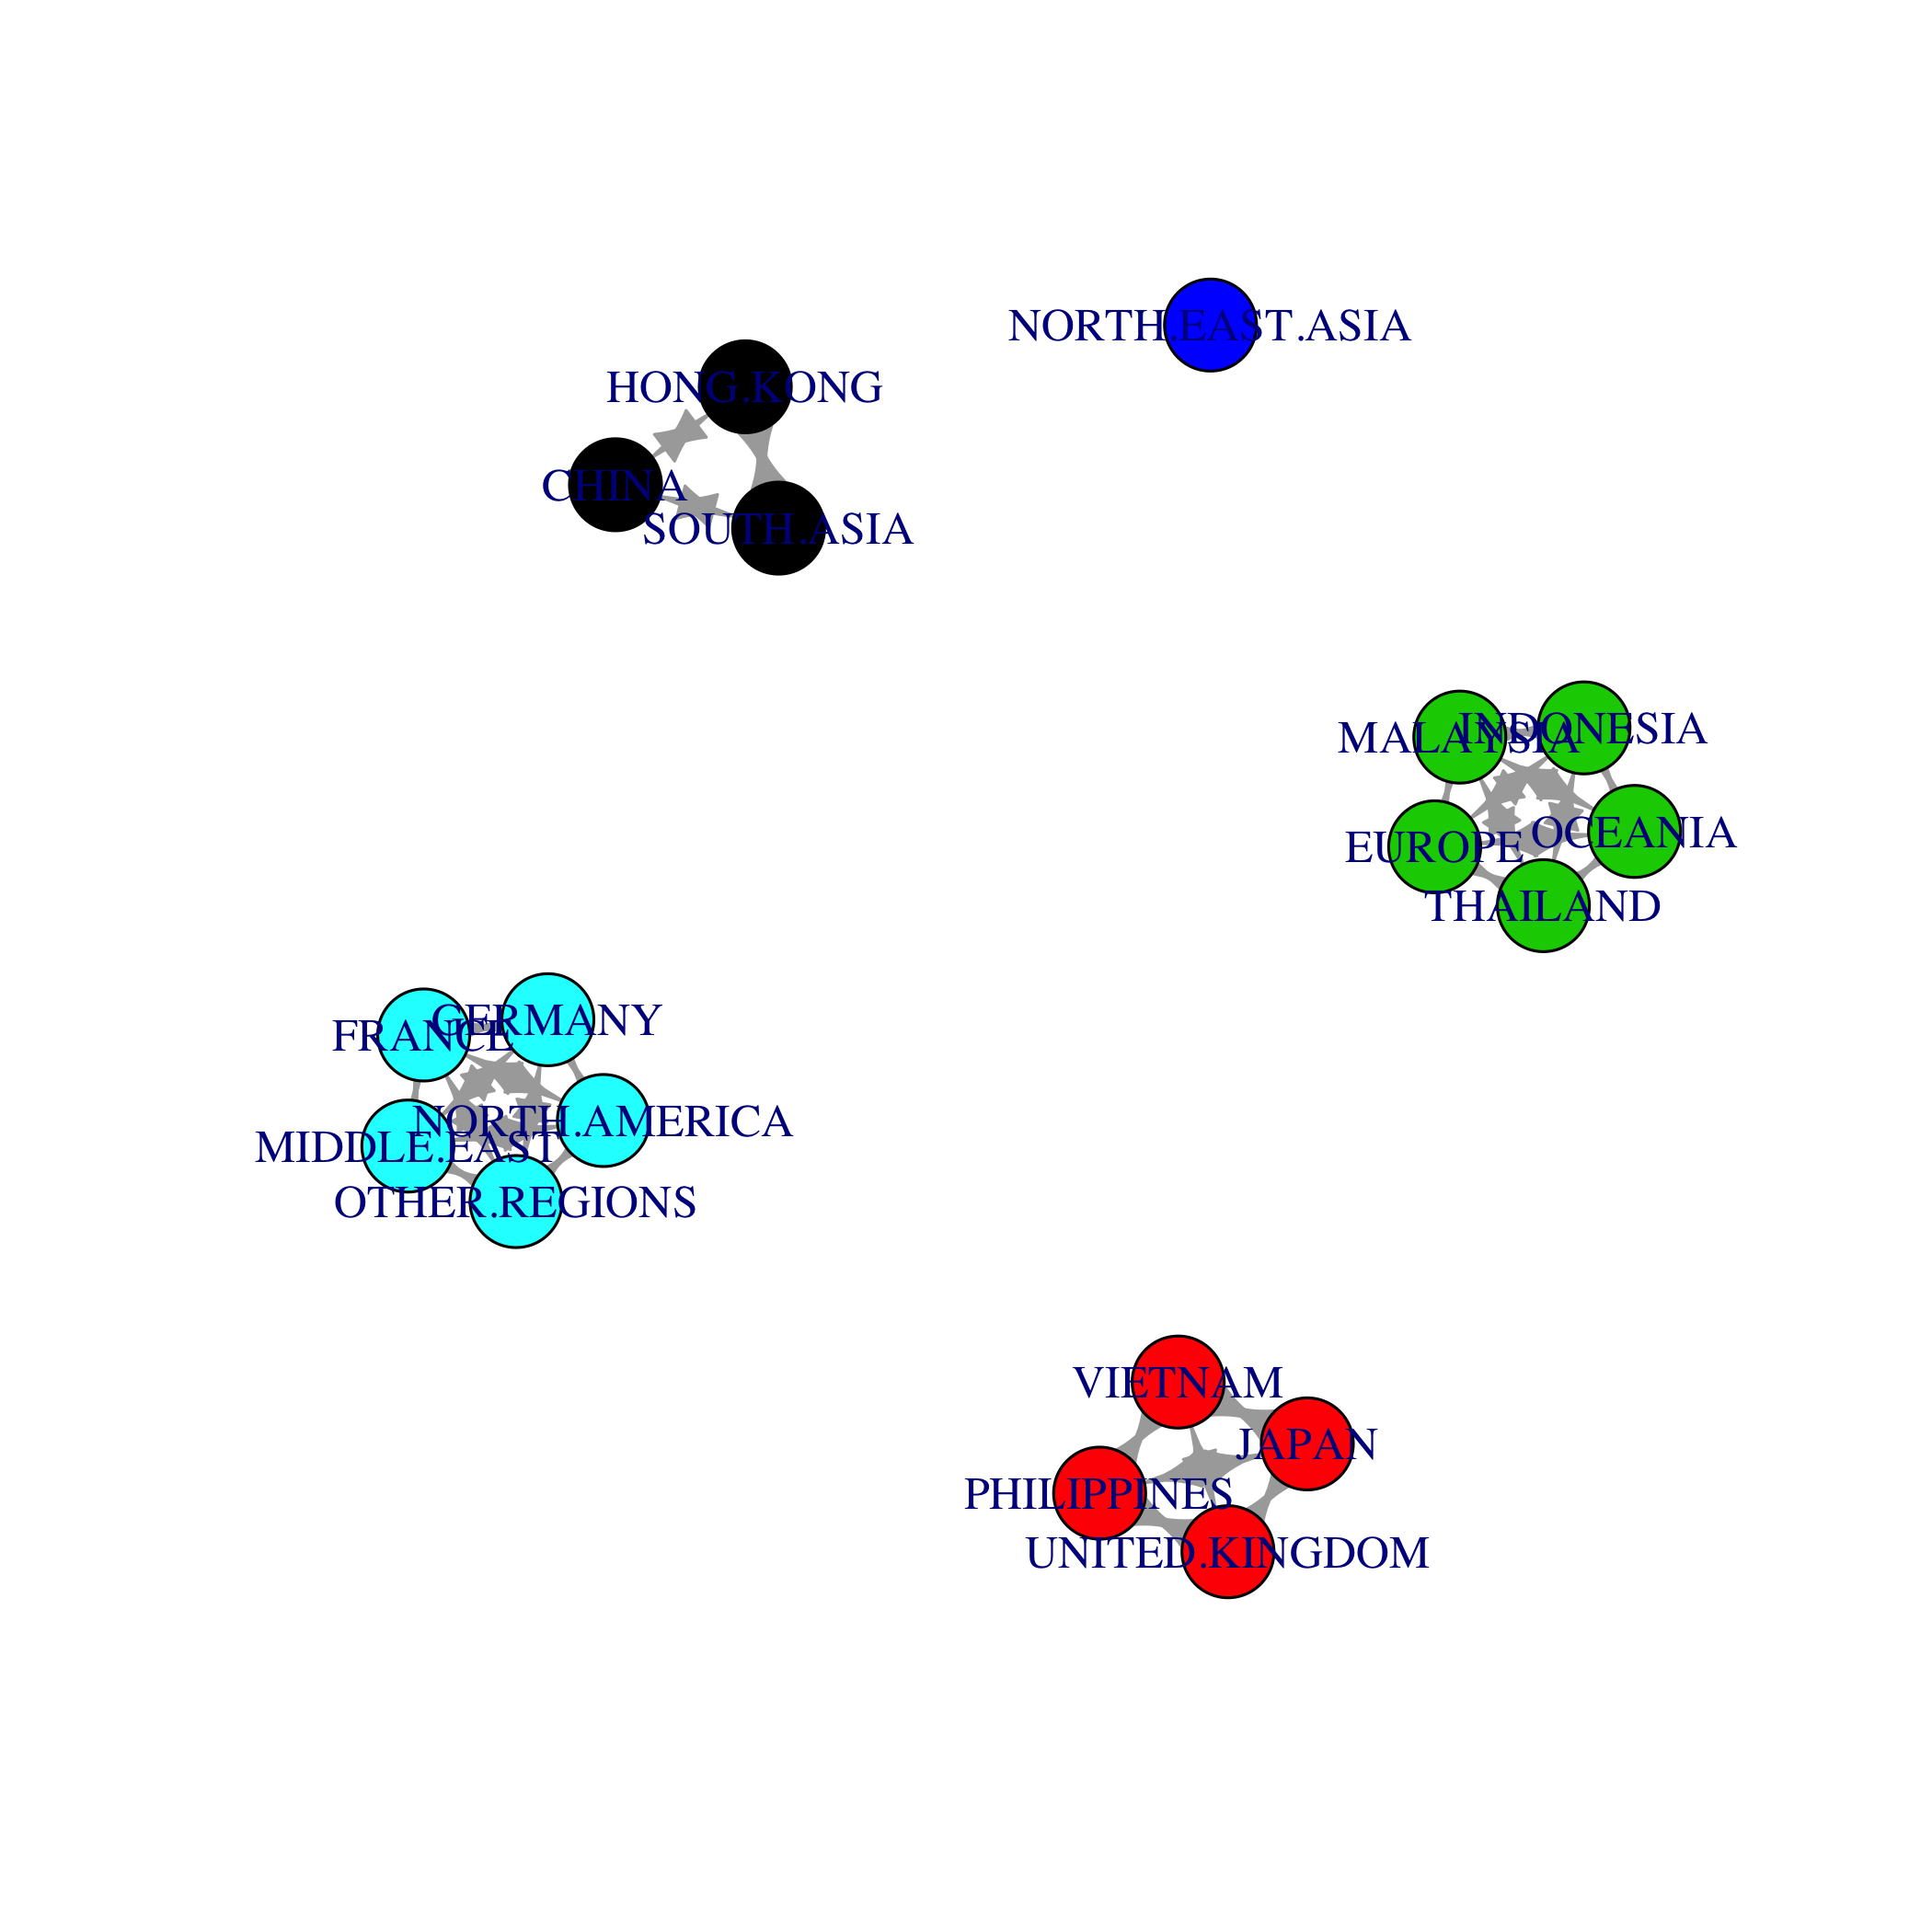 NORTH.EAST.ASIA
HONG.KONG
CHINA
SOUTH.ASIA
INDONESIA
MALAYSIA
OCEANIA
EUROPE
THAILAND
GERMANY
FRANCE
NORTH.AMERICA
MIDDLE.EAST
OTHER.REGIONS
VIETNAM
JAPAN
PHILIPPINES
UNITED.KINGDOM